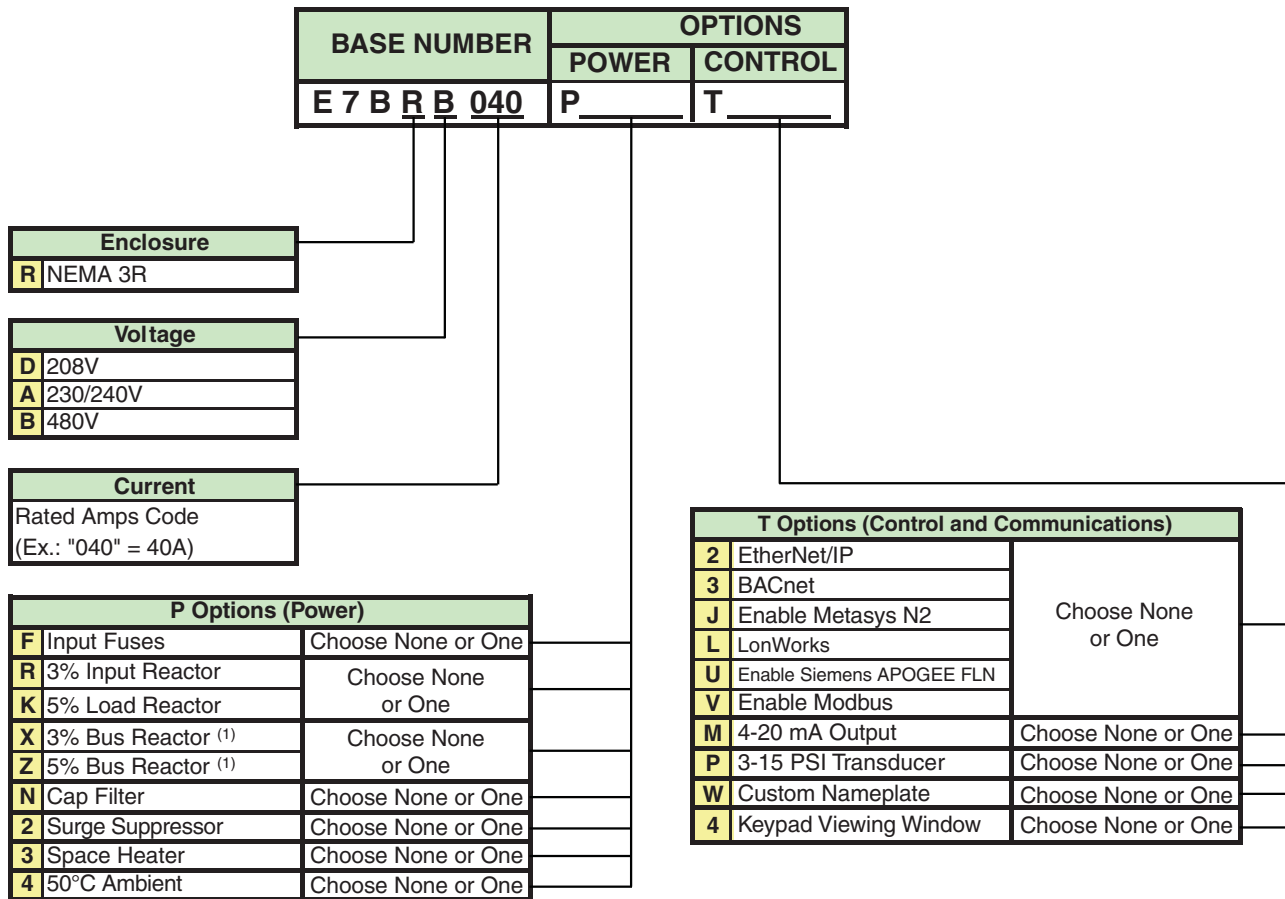 BASE NUMBER
OPTIONS
POWER
CONTROL
E 7 B R B 040
P
T
Enclosure
R NEMA 3R
Voltage
D 208V
A 230/240V
B 480V
Current
Rated Amps Code
(Ex.: "040" = 40A)
P Options (Power)
F Input Fuses Choose None or One
R 3% Input Reactor
K 5% Load Reactor
Choose None
or One
X 3% Bus Reactor (1)
Z 5% Bus Reactor (1)
Choose None
or One
N Cap Filter Choose None or One
2 Surge Suppressor Choose None or One
3 Space Heater Choose None or One
4 50°C Ambient Choose None or One
T Options (Control and Communications)
2 EtherNet/IP
3 BACnet
J Enable Metasys N2
L LonWorks
U Enable Siemens APOGEE FLN
V Enable Modbus
Choose None
or One
M 4-20 mA Output Choose None or One
P 3-15 PSI Transducer Choose None or One
W Custom Nameplate Choose None or One
4 Keypad Viewing Window Choose None or One